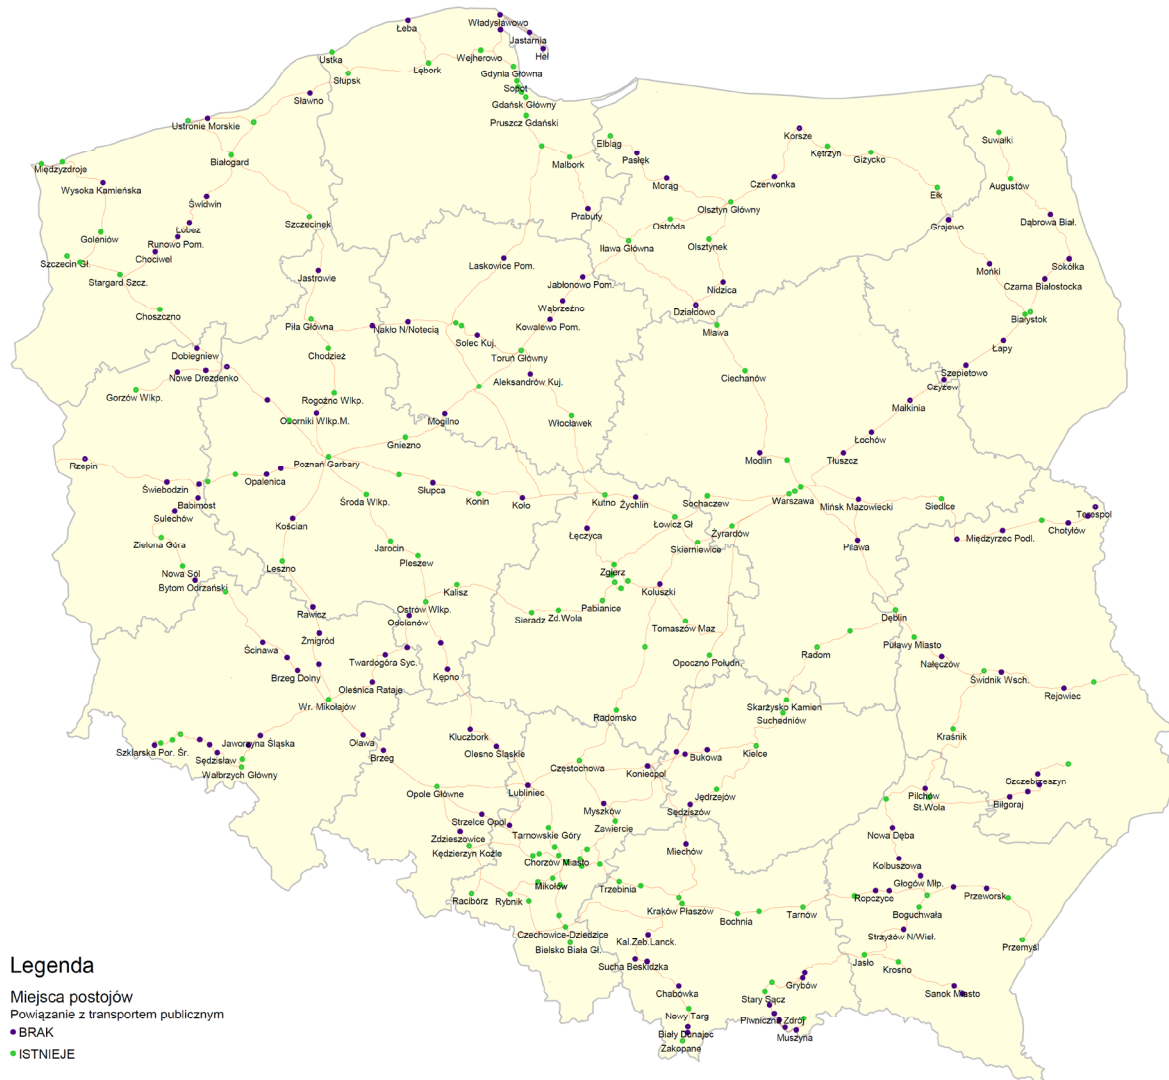 Łeba
Władysławowo
Jastarnia
Hel
Wejherowo
Ustka
Słupsk
Lębork
Gdynia Główna
Sopot
Gdańsk Główny
Sławno
Pruszcz Gdański
Ustronie Morskie
Elbląg
Pasłęk
Malbork
Korsze
Kętrzyn
Giżycko
Suwałki
Międzyzdroje
Białogard
Morąg
Czerwonka
Ełk
Augustów
Wysoka Kamieńska
Świdwin
Prabuty
Olsztyn Główny
Grajewo
Dąbrowa Biał.
Łobez
Szczecinek
Ostróda
Goleniów
Runowo Pom.
Iława Główna
Olsztynek
Szczecin Gł.
Chociwel
Laskowice Pom.
Mońki
Sokółka
Stargard Szcz.
Jastrowie
Jabłonowo Pom.
Nidzica
Czarna Białostocka
Choszczno
Wąbrzeźno
Działdowo
Białystok
Piła Główna
Nakło N/Notecią
Kowalewo Pom.
Mława
Solec Kuj.
Łapy
Dobiegniew
Chodzież
Toruń Główny
Nowe Drezdenko
Aleksandrów Kuj.
Ciechanów
Szepietowo
Czyżew
Gorzów Wlkp.
Rogoźno Wlkp.
Małkinia
Oborniki Wlkp.M.
Mogilno
Włocławek
Gniezno
Łochów
Rzepin
Poznań Garbary
Modlin
Tłuszcz
Świebodzin
Opalenica
Słupca
Konin
Koło
Kutno
Żychlin
Sochaczew
Warszawa
Mińsk Mazowiecki
Siedlce
Babimost
Środa Wlkp.
Terespol
Sulechów
Kościan
Łęczyca
Łowicz Gł
Żyrardów
Chotyłów
Zielona Góra
Jarocin
Skierniewice
Pilawa
Międzyrzec Podl.
Nowa Sól
Leszno
Pleszew
Zgierz
Bytom Odrzański
Kalisz
Koluszki
Rawicz
Ostrów Wlkp.
Sieradz
Zd.Wola
Pabianice
Dęblin
Odolanów
Tomaszów Maz
Żmigród
Puławy Miasto
Ścinawa
Twardogóra Syc.
Radom
Nałęczów
Brzeg Dolny
Kępno
Opoczno Połudn.
Świdnik Wsch.
Oleśnica Rataje
Rejowiec
Wr. Mikołajów
Radomsko
Skarżysko Kamien
Suchedniów
Jaworzyna Śląska
Oława
Kluczbork
Kraśnik
Szklarska Por. Śr.
Sędzisław
Brzeg
Olesno Śląskie
Bukowa
Kielce
Wałbrzych Główny
Częstochowa
Koniecpol
Szczebrzeszyn
Opole Główne
Lubliniec
Jędrzejów
Pilchów
Biłgoraj
Strzelce Opol
Myszków
Sędziszów
St.Wola
Zdzieszowice
Tarnowskie Góry
Zawiercie
Nowa Dęba
Kędzierzyn Koźle
Chorzów Miasto
Miechów
Kolbuszowa
Mikołów
Trzebinia
Głogów Młp.
Racibórz
Rybnik
Kraków Płaszów
Ropczyce
Przeworsk
Bochnia
Tarnów
Boguchwała
Czechowice-Dziedzice
Strzyżów N/Wisł.
Bielsko Biała Gł.
Kal.Zeb.Lanck.
Przemyśl
Sucha Beskidzka
Jasło
Krosno
Chabówka
Grybów
Sanok Miasto
Stary Sącz
Nowy Targ
Piwniczna Zdrój
Biały Dunajec
Muszyna
Zakopane
Legenda
Miejsca postojów
Powiązanie z transportem publicznym
BRAK
ISTNIEJE